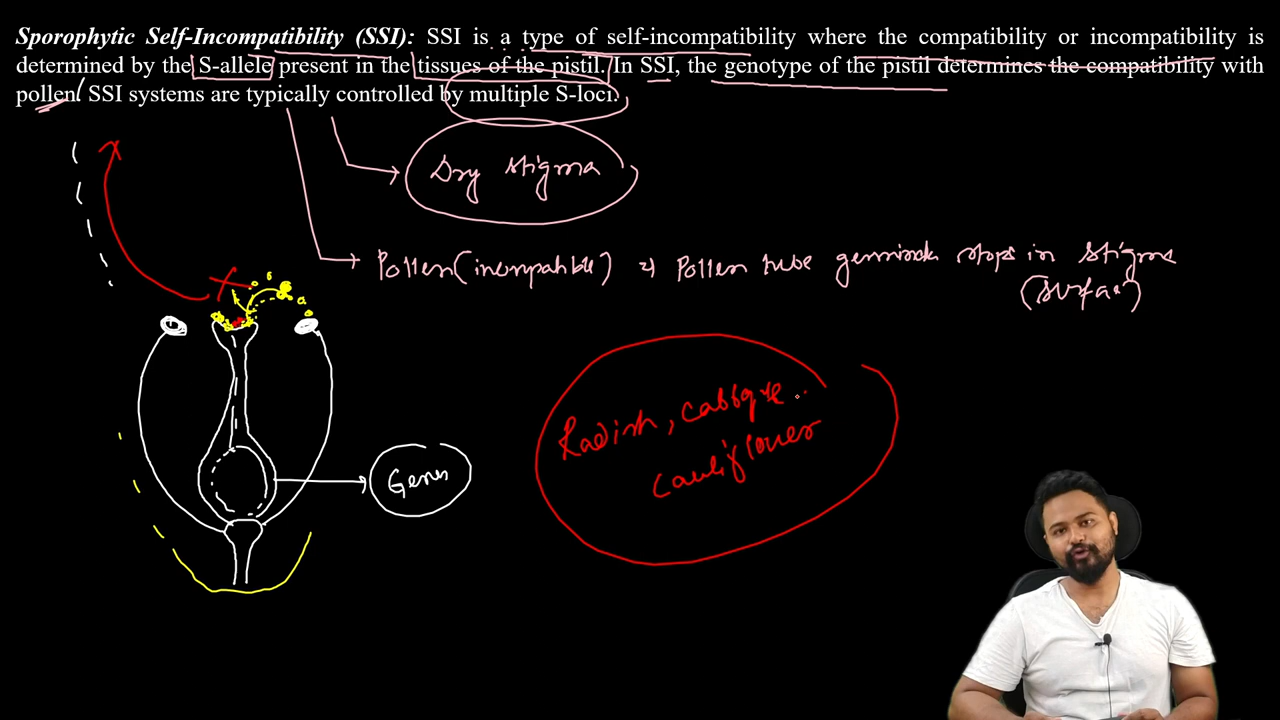 Sporophytic Self-Incompatibility (SSI): SSI is a type of self-incompatibility where the compatibility or incompatibility is
determined by the S-allele present in the tissues of the pistil. In SSI, the genotype of the pistil determines the compatibility with
pollen. SSI systems are typically controlled by multiple S-loci.
Dry stigma
Pollen (incompatible) Pollen tube stops in stigma
(surface)
Radish, cabbage..
cauliflower
Genes